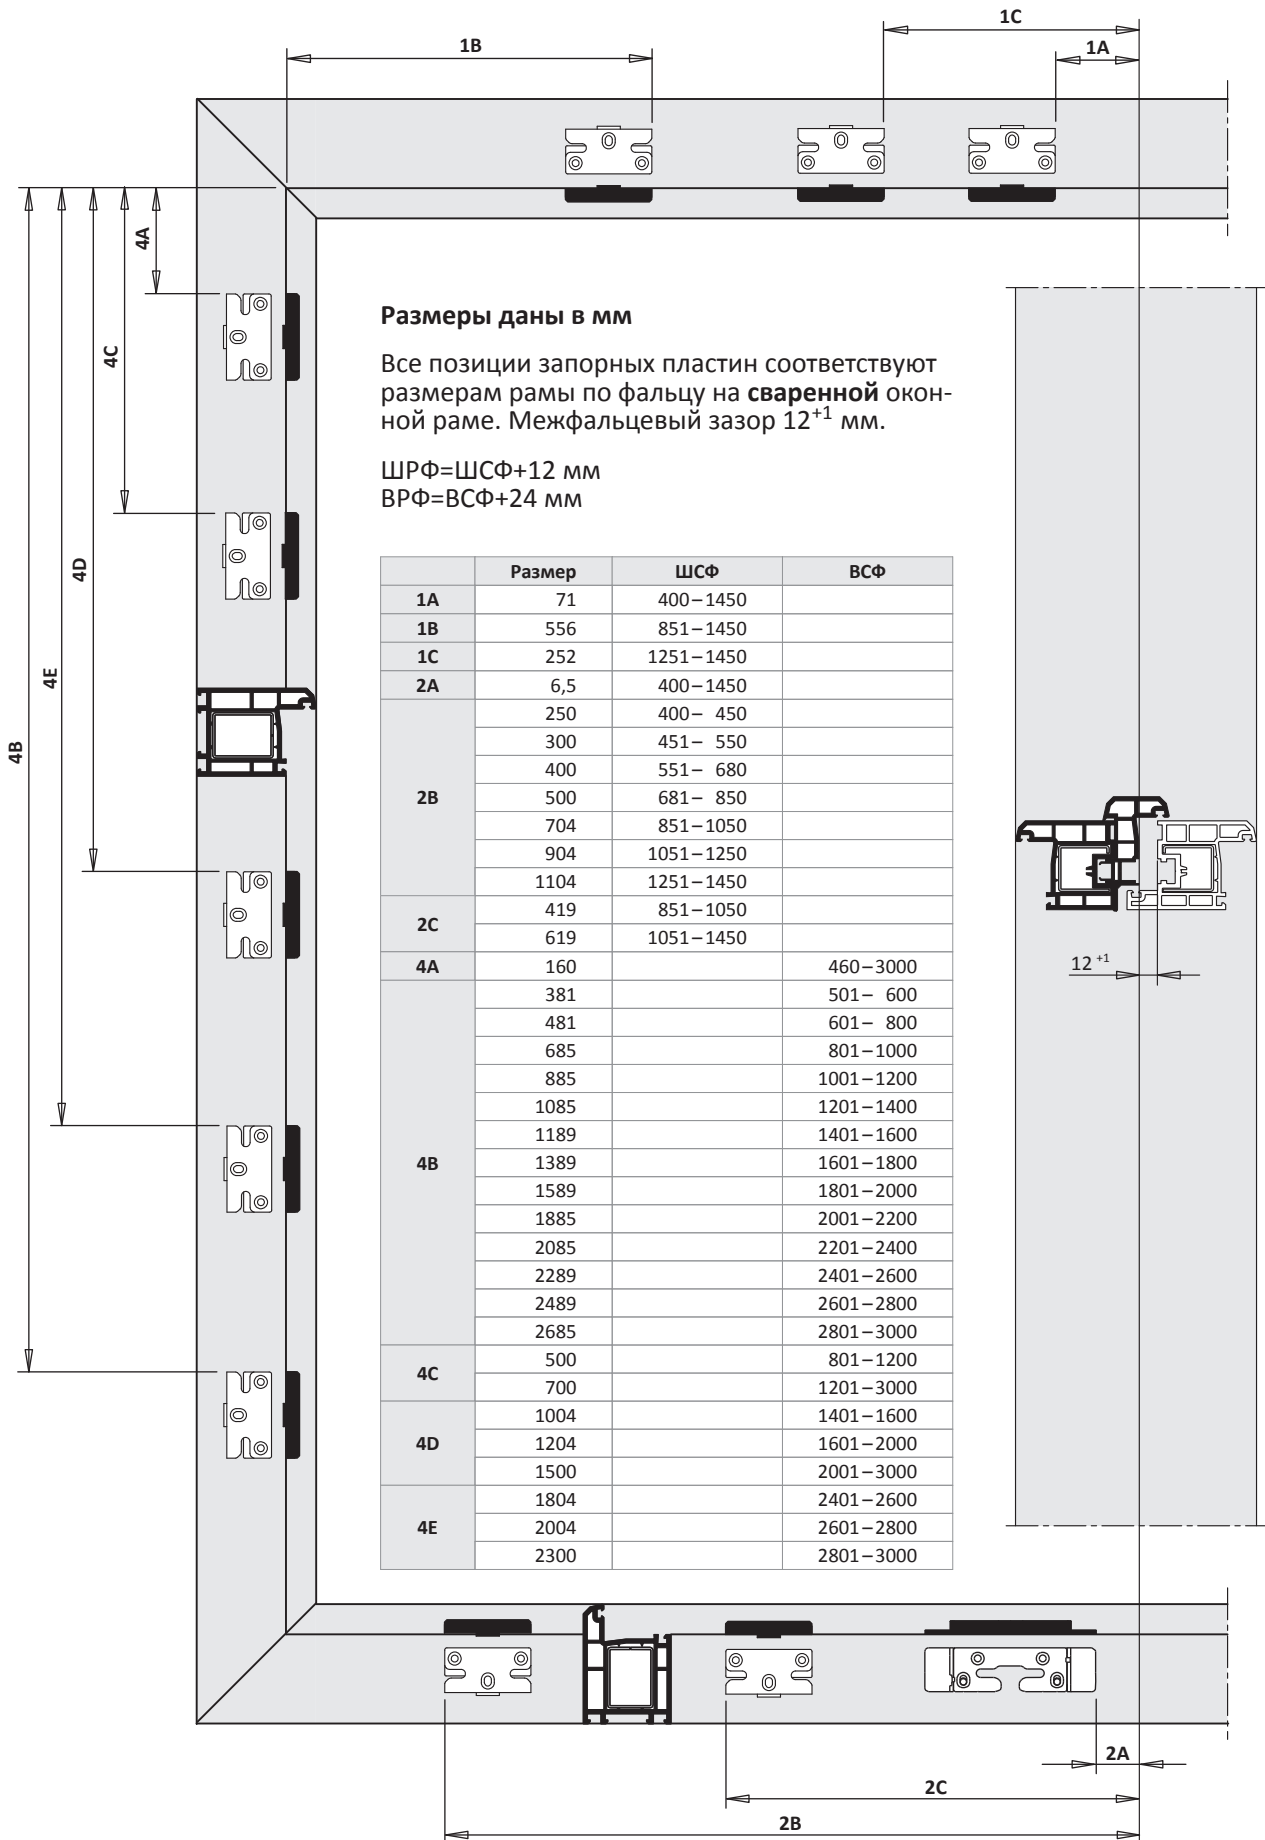 1C
1B
1A
4A
4C
4D
4E
4B
Размеры даны в мм
Все позиции запорных пластин соответствуют
размерам рамы по фальцу на сваренной окон-
ной раме. Межфальцевый зазор 12+1 мм.
ШРФ=ШСФ+12 мм
ВРФ=ВСФ+24 мм
Размер ШСФ ВСФ
1A 71 400–1450
1B 556 851–1450
1C 252 1251–1450
2A 6,5 400–1450
2B 250 400– 450
300 451– 550
400 551– 680
500 681– 850
704 851–1050
904 1051–1250
1104 1251–1450
2C 419 851–1050
619 1051–1450
4A 160 460–3000
4B 381 501– 600
481 601– 800
685 801–1000
885 1001–1200
1085 1201–1400
1189 1401–1600
1389 1601–1800
1589 1801–2000
1885 2001–2200
2085 2201–2400
2289 2401–2600
2489 2601–2800
2685 2801–3000
4C 500 801–1200
700 1201–3000
4D 1004 1401–1600
1204 1601–2000
1500 2001–3000
4E 1804 2401–2600
2004 2601–2800
2300 2801–3000
12 +1
2A
2C
2B